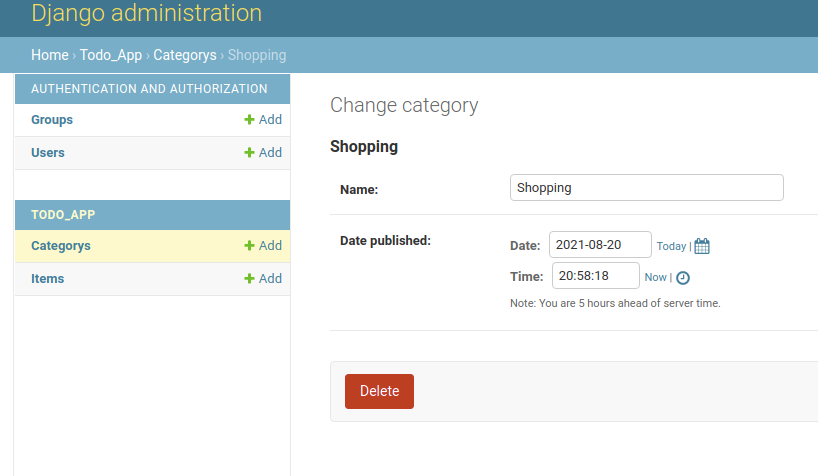 Django administration
Home › Todo_App › Categorys › Shopping
AUTHENTICATION AND AUTHORIZATION
Groups + Add
Users + Add
TODO_APP
Categorys + Add
Items + Add
Change category
Shopping
Name: Shopping
Date published: Date: 2021-08-20 Today |
Time: 20:58:18 Now |
Note: You are 5 hours ahead of server time.
Delete